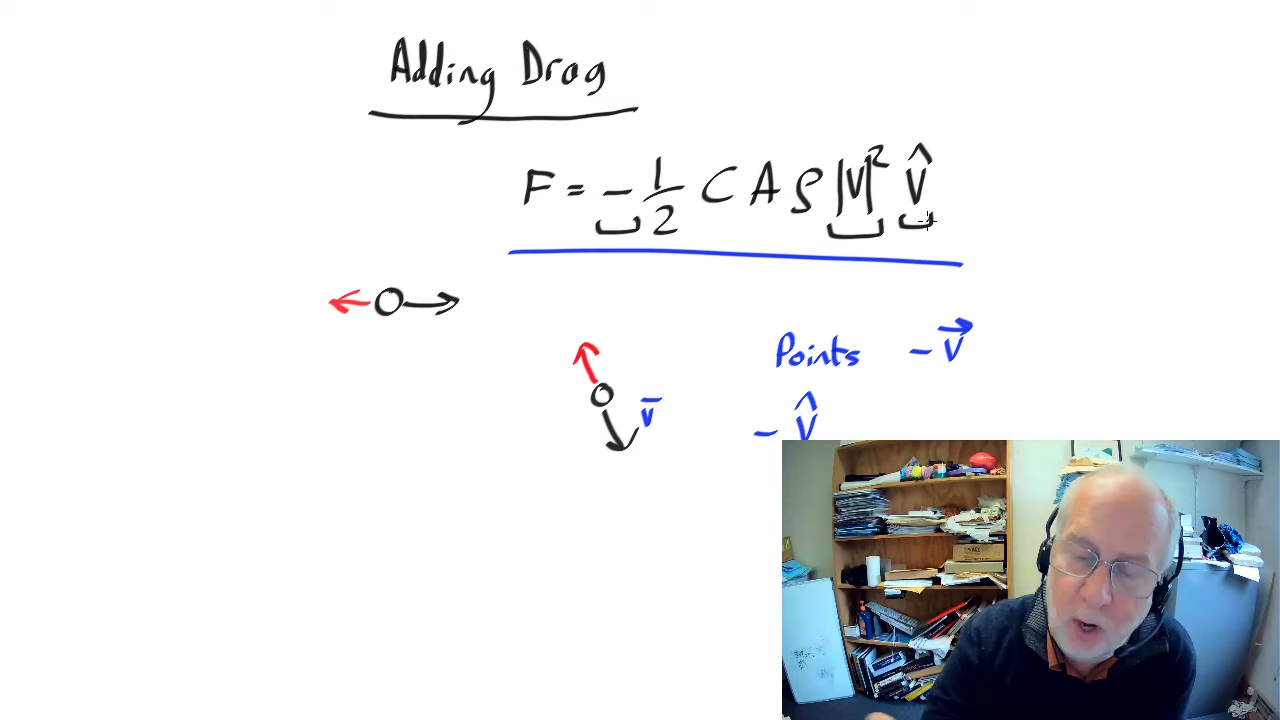 Adding Drag
F = - 1/2 C A ρ |V|² V̂
Points - V⃗
V̄
- V̂